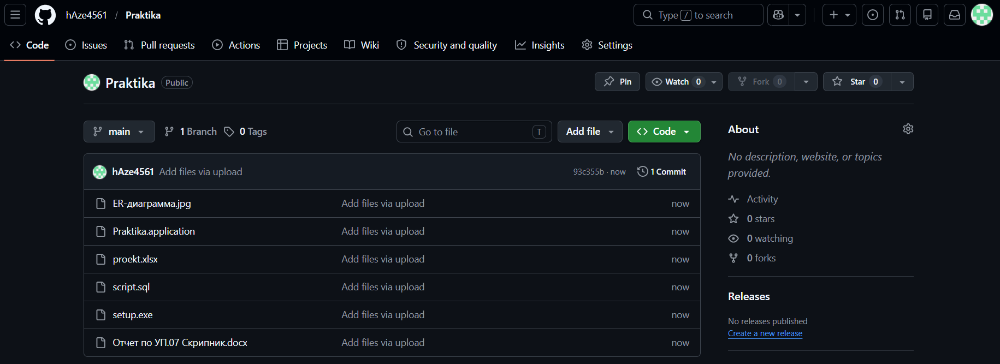 hAze4561 / Praktika
Type / to search
Code Issues Pull requests Actions Projects Wiki Security and quality Insights Settings
Praktika Public
Pin Watch 0 Fork 0 Star 0
main 1 Branch 0 Tags Go to file T Add file Code
hAze4561 Add files via upload 93c355b · now 1 Commit
ER-диаграмма.jpg Add files via upload now
Praktika.application Add files via upload now
proekt.xlsx Add files via upload now
script.sql Add files via upload now
setup.exe Add files via upload now
Отчет по УП.07 Скрипник.docx Add files via upload now
About
No description, website, or topics
provided.
Activity
0 stars
0 watching
0 forks
Releases
No releases published
Create a new release